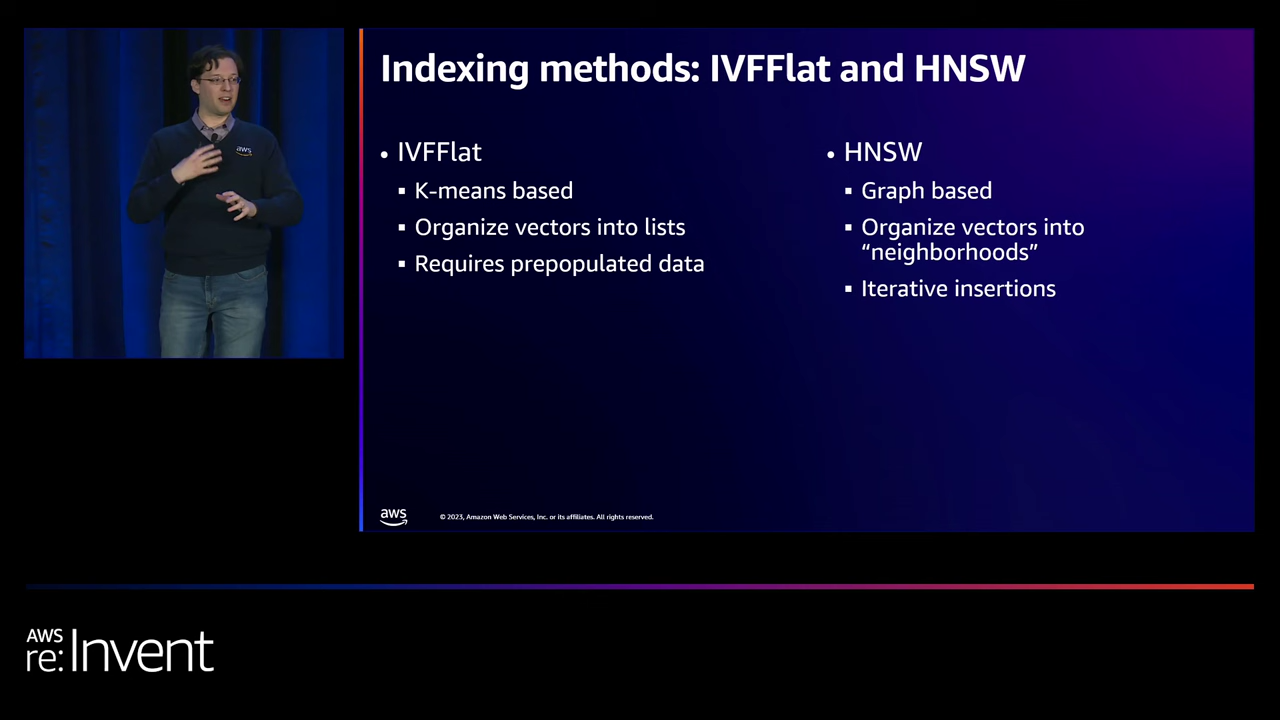 aws
Indexing methods: IVFFlat and HNSW
• IVFFlat
▪ K-means based
▪ Organize vectors into lists
▪ Requires prepopulated data
• HNSW
▪ Graph based
▪ Organize vectors into
“neighborhoods”
▪ Iterative insertions
aws
© 2023, Amazon Web Services, Inc. or its affiliates. All rights reserved.
AWS
re:Invent